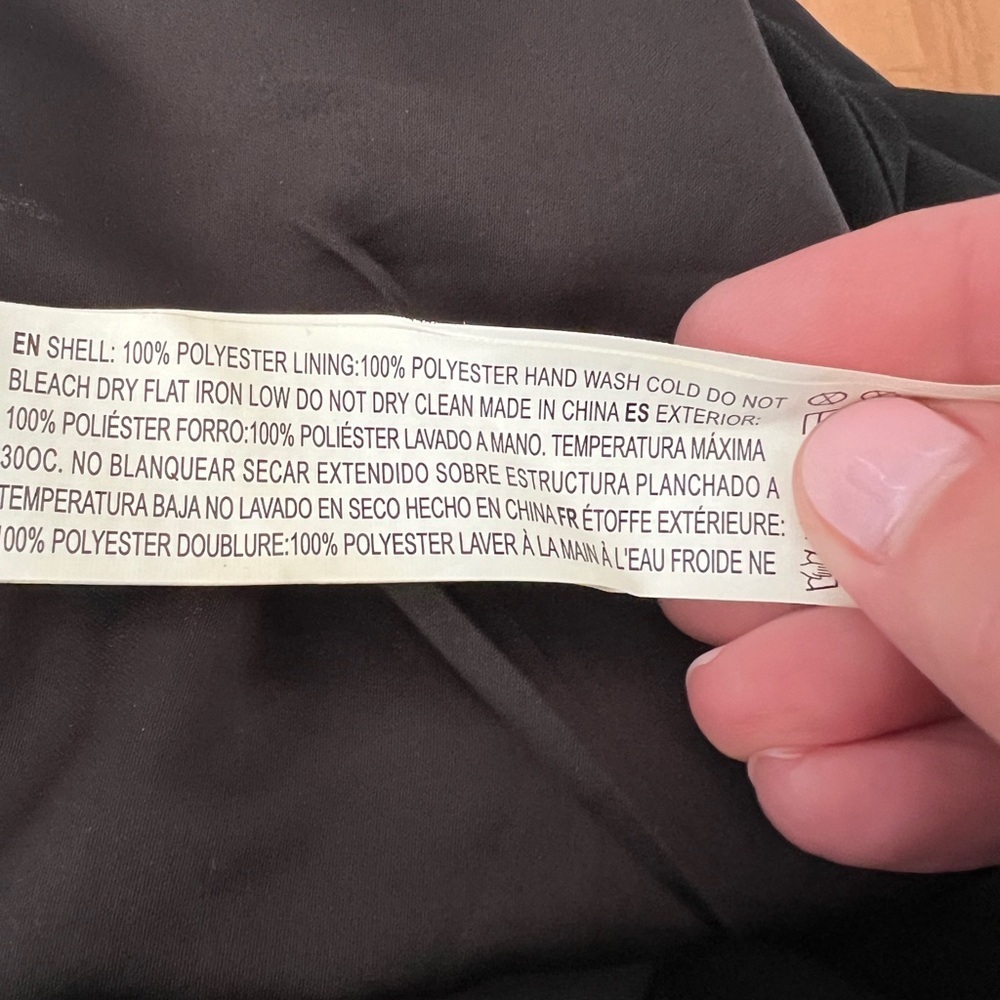 EN SHELL: 100% POLYESTER LINING:100% POLYESTER HAND WASH COLD DO NOT
BLEACH DRY FLAT IRON LOW DO NOT DRY CLEAN MADE IN CHINA ES EXTERIOR:
100% POLIÉSTER FORRO:100% POLIÉSTER LAVADO A MANO. TEMPERATURA MÁXIMA
30OC. NO BLANQUEAR SECAR EXTENDIDO SOBRE ESTRUCTURA PLANCHADO A
TEMPERATURA BAJA NO LAVADO EN SECO HECHO EN CHINA FR ÉTOFFE EXTÉRIEURE:
00% POLYESTER DOUBLURE:100% POLYESTER LAVER À LA MAIN À L'EAU FROIDE NE